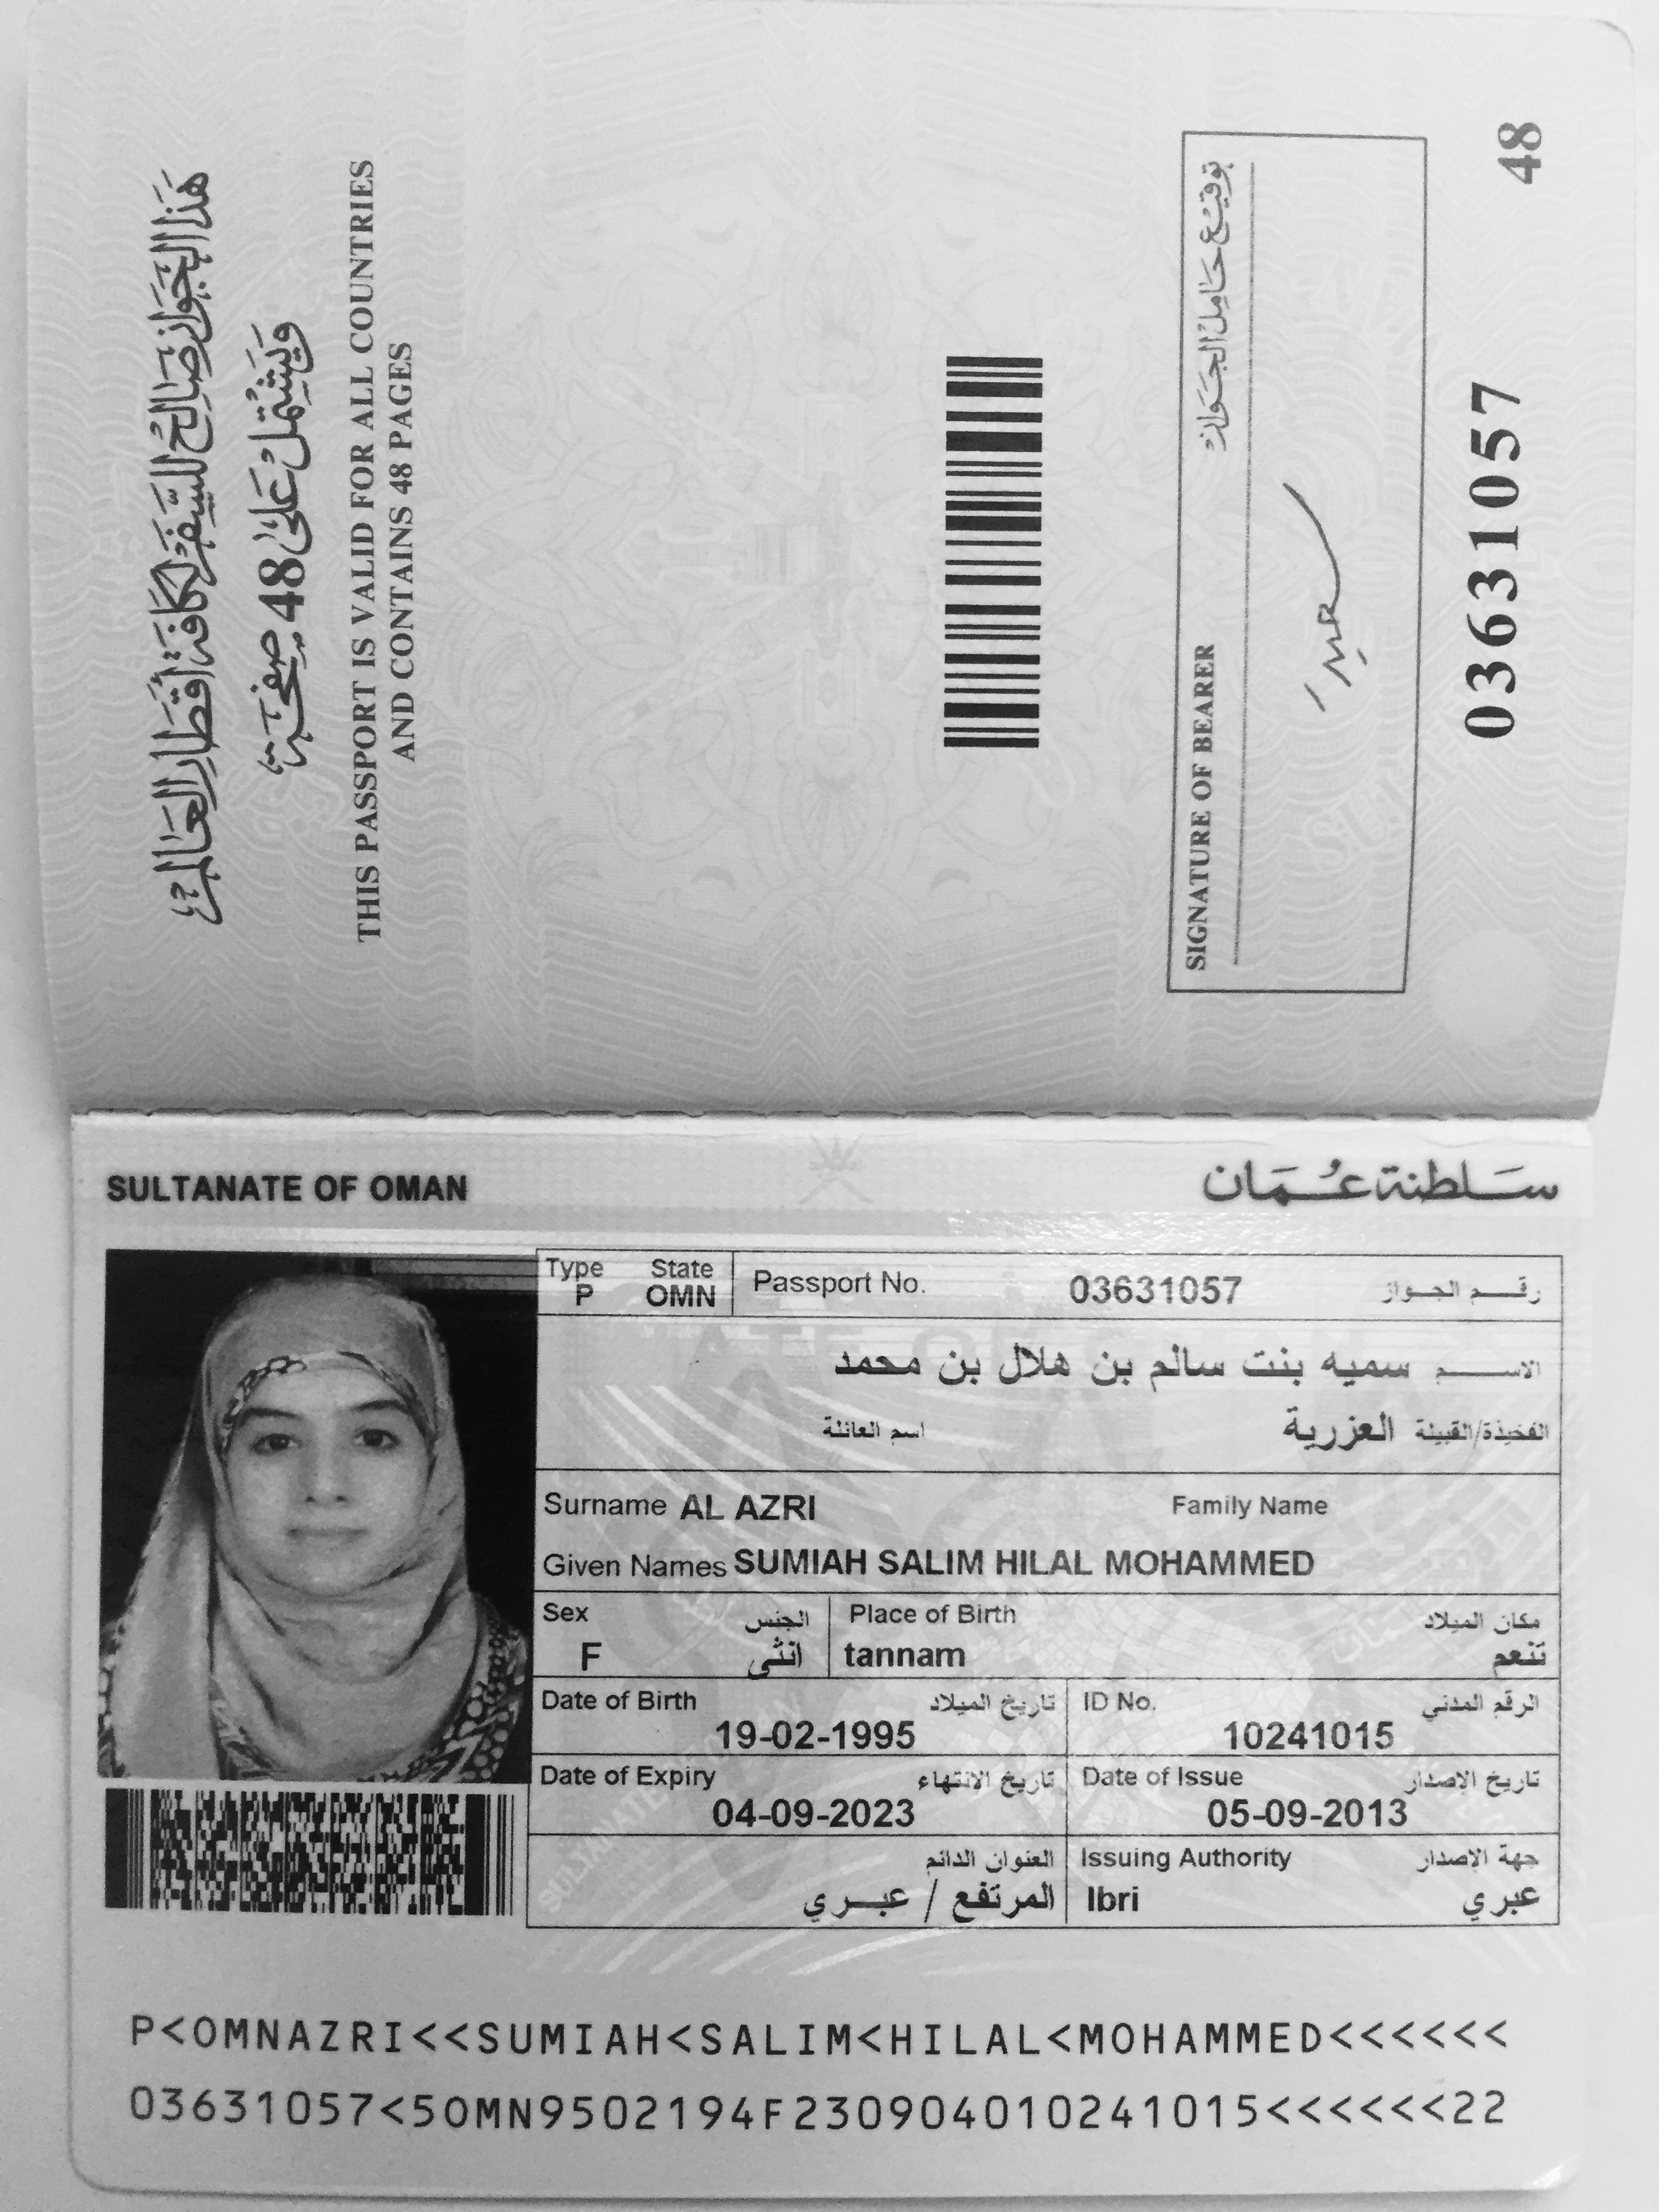 هذا الجواز صالح للسفر لكافة أقطار العالم
ويشتمل على 48 صفحة
THIS PASSPORT IS VALID FOR ALL COUNTRIES
AND CONTAINS 48 PAGES
توقيع حامل الجواز
SIGNATURE OF BEARER
03631057
48
SULTANATE OF OMAN سلطنة عمان
Type State Passport No. 03631057 رقم الجواز
P OMN
الاسم سميه بنت سالم بن هلال بن محمد
الفخيذة/القبيلة العزرية اسم العائلة
Surname AL AZRI Family Name
Given Names SUMIAH SALIM HILAL MOHAMMED
Sex الجنس Place of Birth مكان الميلاد
F انثى tannam تنعم
Date of Birth تاريخ الميلاد ID No. الرقم المدني
19-02-1995 10241015
Date of Expiry تاريخ الانتهاء Date of Issue تاريخ الإصدار
04-09-2023 05-09-2013
العنوان الدائم Issuing Authority جهة الإصدار
المرتفع / عبري Ibri عبري
P<OMNAZRI<<SUMIAH<SALIM<HILAL<MOHAMMED<<<<<<
03631057<5OMN9502194F230904010241015<<<<<<22